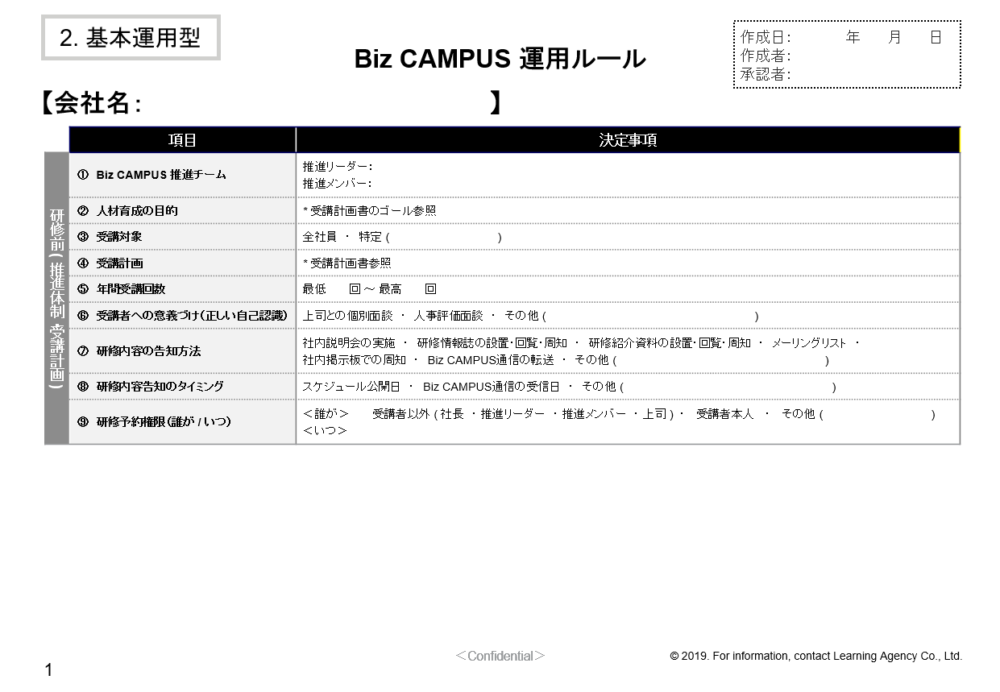 2. 基本運用型
Biz CAMPUS 運用ルール
作成日： 年 月 日
作成者：
承認者：
【会社名： 】
項目 決定事項
研修前(推進体制・受講計画)
① Biz CAMPUS 推進チーム
推進リーダー：
推進メンバー：
② 人材育成の目的 * 受講計画書のゴール参照
③ 受講対象 全社員 ・ 特定 ( )
④ 受講計画 * 受講計画書参照
⑤ 年間受講回数 最低 回 ～ 最高 回
⑥ 受講者への意義づけ（正しい自己認識） 上司との個別面談 ・ 人事評価面談 ・ その他 ( )
⑦ 研修内容の告知方法
社内説明会の実施 ・ 研修情報誌の設置・回覧・周知 ・ 研修紹介資料の設置・回覧・周知 ・ メーリングリスト ・
社内掲示板での周知 ・ Biz CAMPUS通信の転送 ・ その他 ( )
⑧ 研修内容告知のタイミング スケジュール公開日 ・ Biz CAMPUS通信の受信日 ・ その他 ( )
⑨ 研修予約権限（誰が / いつ）
＜誰が＞ 受講者以外 ( 社長 ・推進リーダー ・推進メンバー ・上司 ) ・ 受講者本人 ・ その他 ( )
＜いつ＞
＜Confidential＞
© 2019. For information, contact Learning Agency Co., Ltd.
1